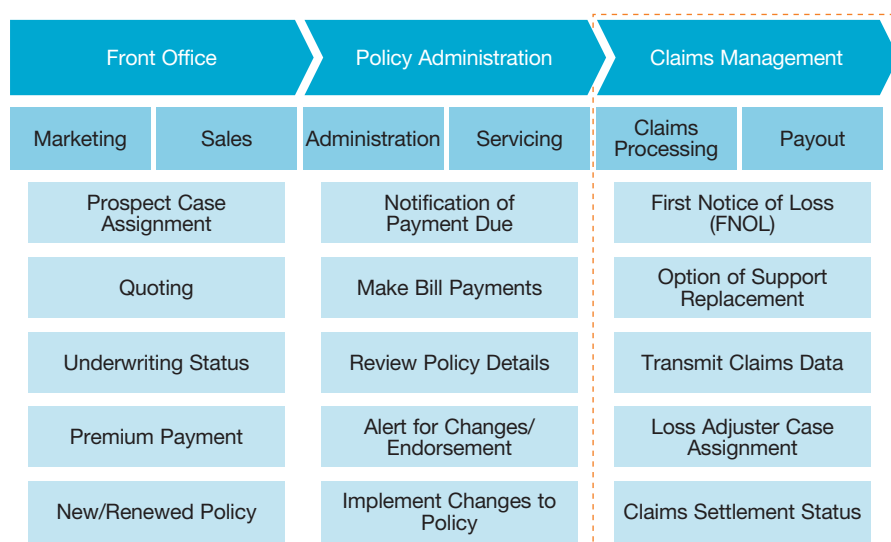 Front Office
Policy Administration
Claims Management
Marketing
Sales
Administration
Servicing
Claims
Processing
Payout
Prospect Case
Assignment
Notification of
Payment Due
First Notice of Loss
(FNOL)
Quoting
Make Bill Payments
Option of Support
Replacement
Underwriting Status
Review Policy Details
Transmit Claims Data
Premium Payment
Alert for Changes/
Endorsement
Loss Adjuster Case
Assignment
New/Renewed Policy
Implement Changes to
Policy
Claims Settlement Status